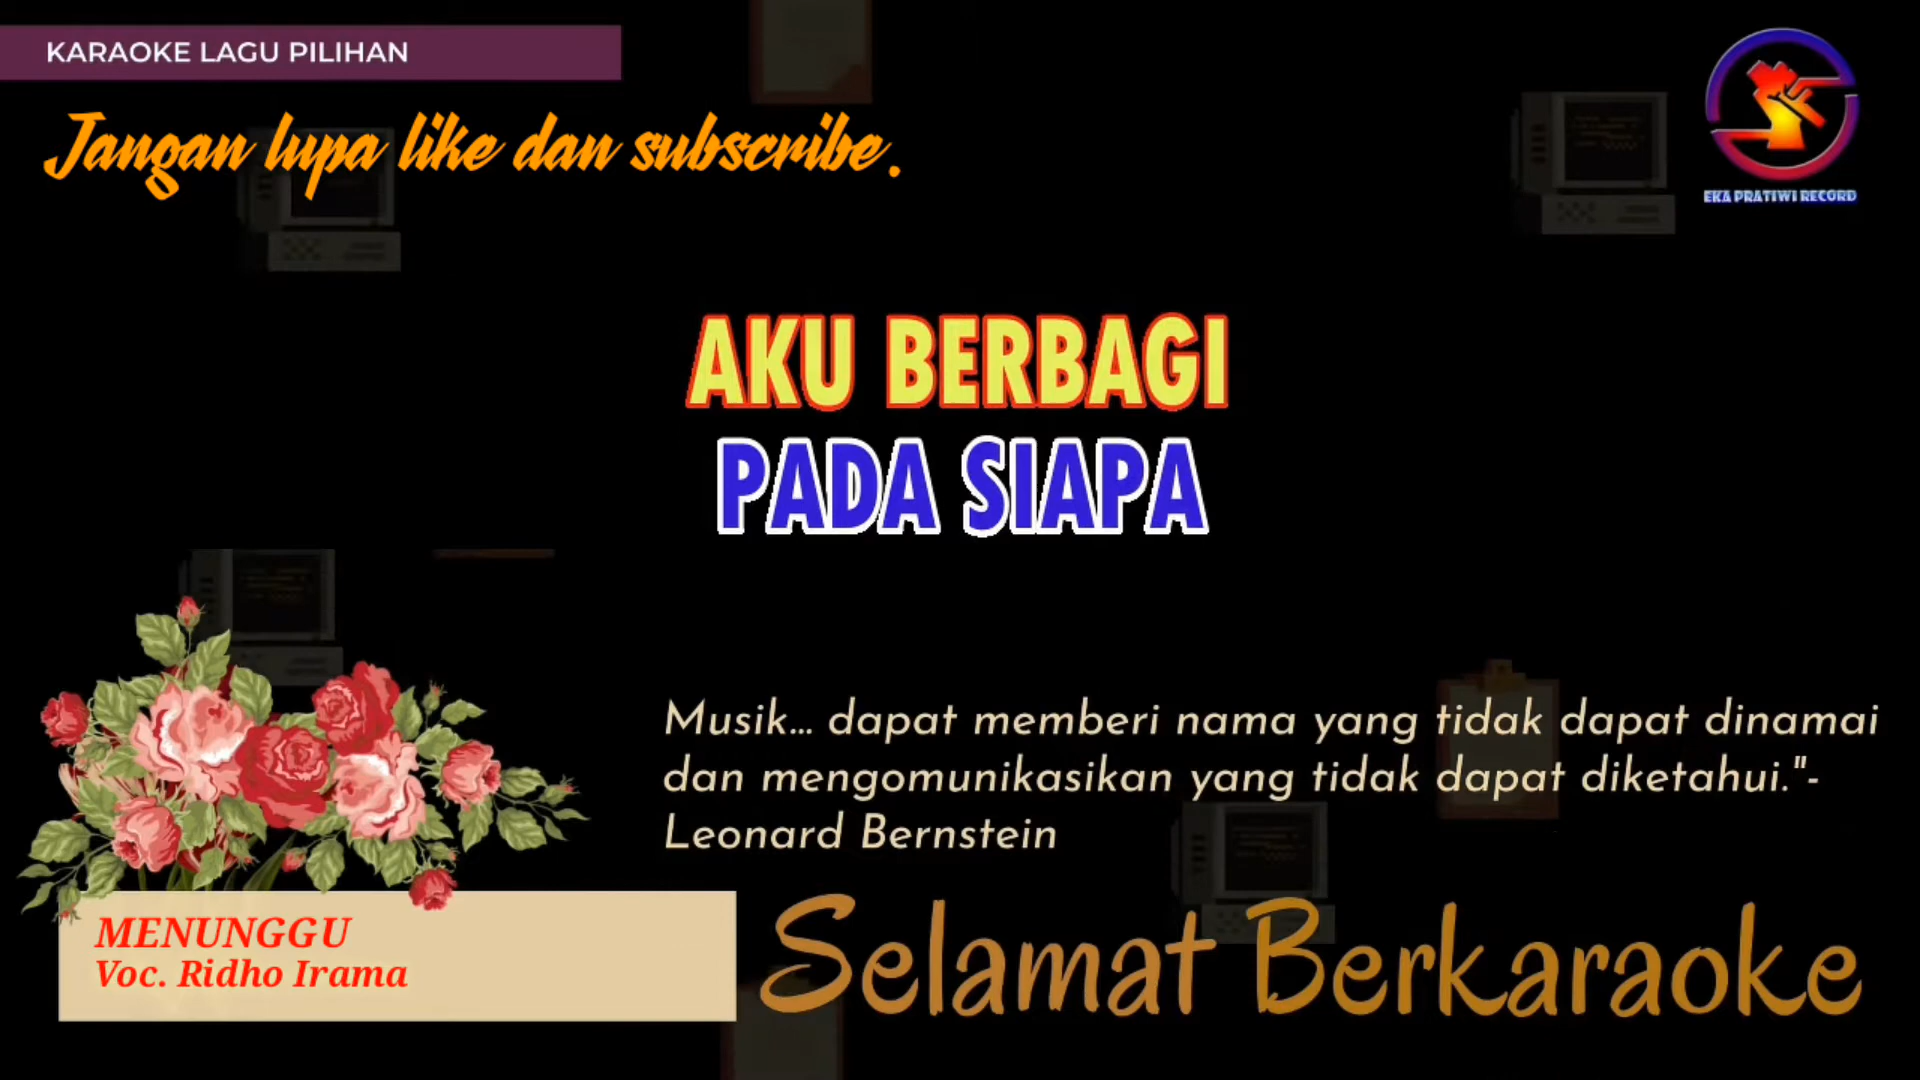 KARAOKE LAGU PILIHAN
Jangan lupa like dan subscribe.
EKA PRATIWI RECORD
AKU BERBAGI
PADA SIAPA
Musik... dapat memberi nama yang tidak dapat dinamai
dan mengomunikasikan yang tidak dapat diketahui."-
Leonard Bernstein
MENUNGGU
Voc. Ridho Irama
Selamat Berkaraoke